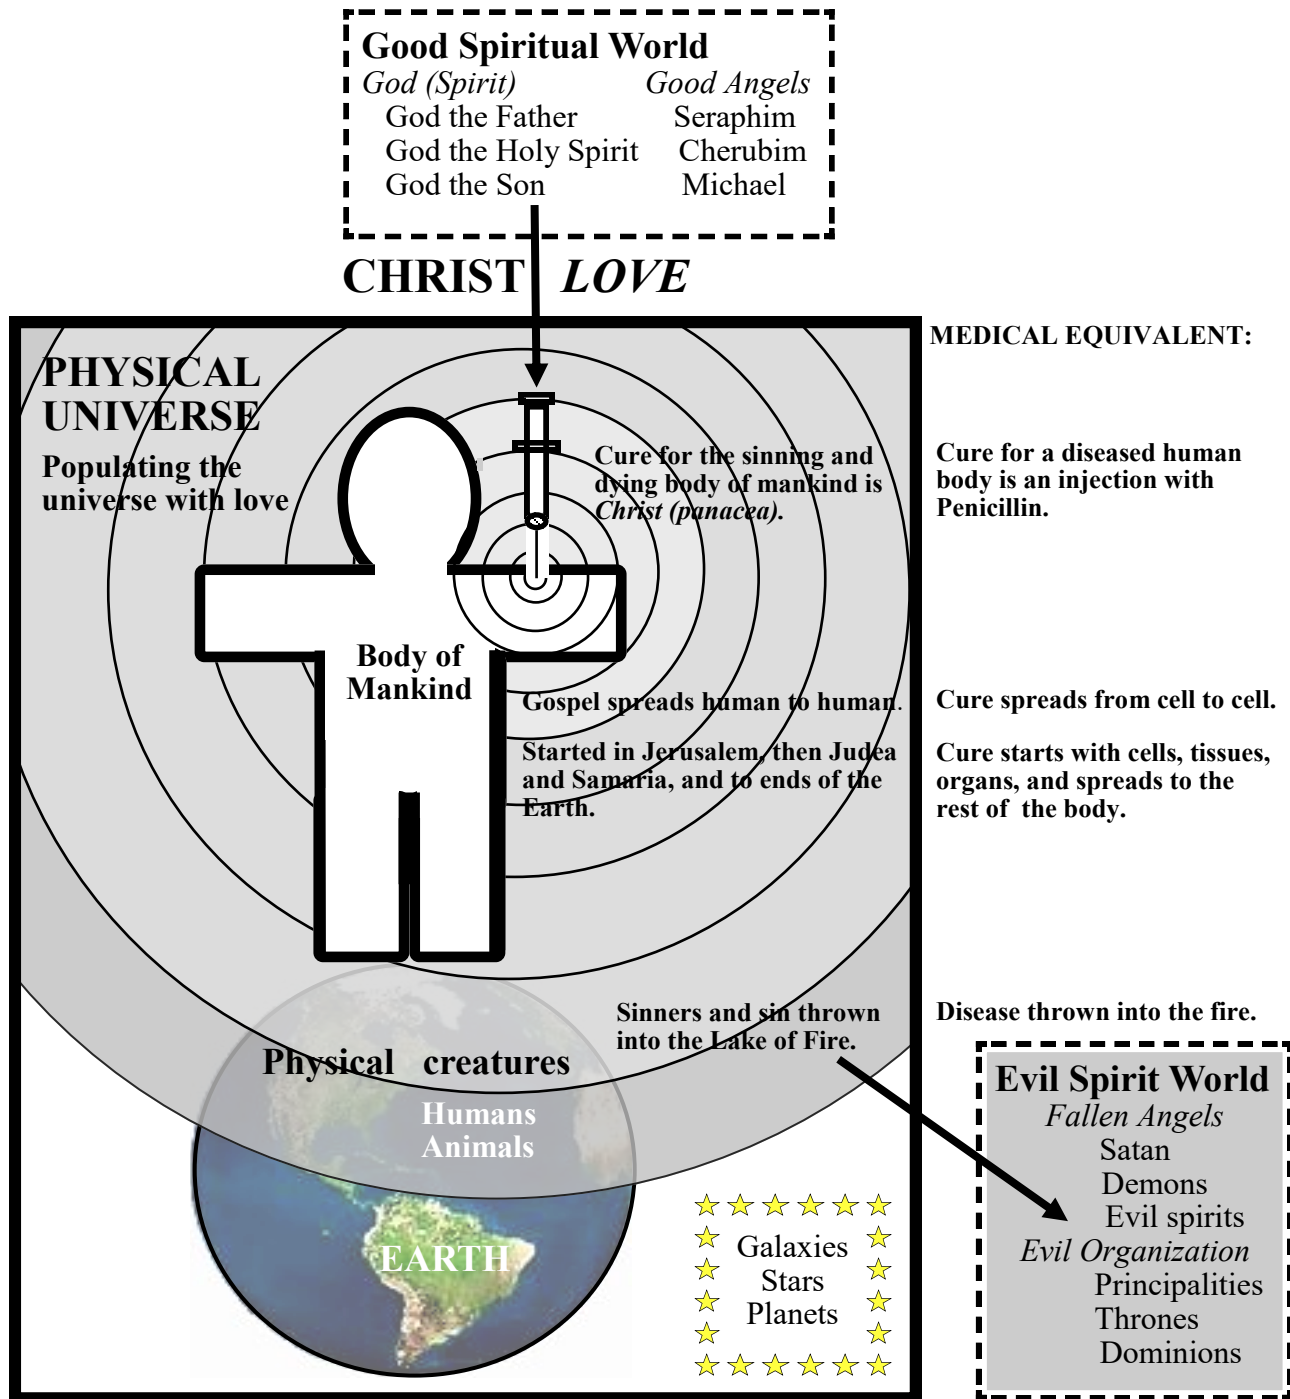 Good Spiritual World
God (Spirit) Good Angels
God the Father Seraphim
God the Holy Spirit Cherubim
God the Son Michael
CHRIST LOVE
MEDICAL EQUIVALENT:
PHYSICAL
UNIVERSE
Populating the
universe with love
Cure for the sinning and
dying body of mankind is
Christ (panacea).
Cure for a diseased human
body is an injection with
Penicillin.
Body of
Mankind
Gospel spreads human to human.
Cure spreads from cell to cell.
Started in Jerusalem, then Judea
and Samaria, and to ends of the
Earth.
Cure starts with cells, tissues,
organs, and spreads to the
rest of the body.
Sinners and sin thrown
into the Lake of Fire.
Disease thrown into the fire.
Physical creatures
Humans
Animals
EARTH
Galaxies
Stars
Planets
Evil Spirit World
Fallen Angels
Satan
Demons
Evil spirits
Evil Organization
Principalities
Thrones
Dominions